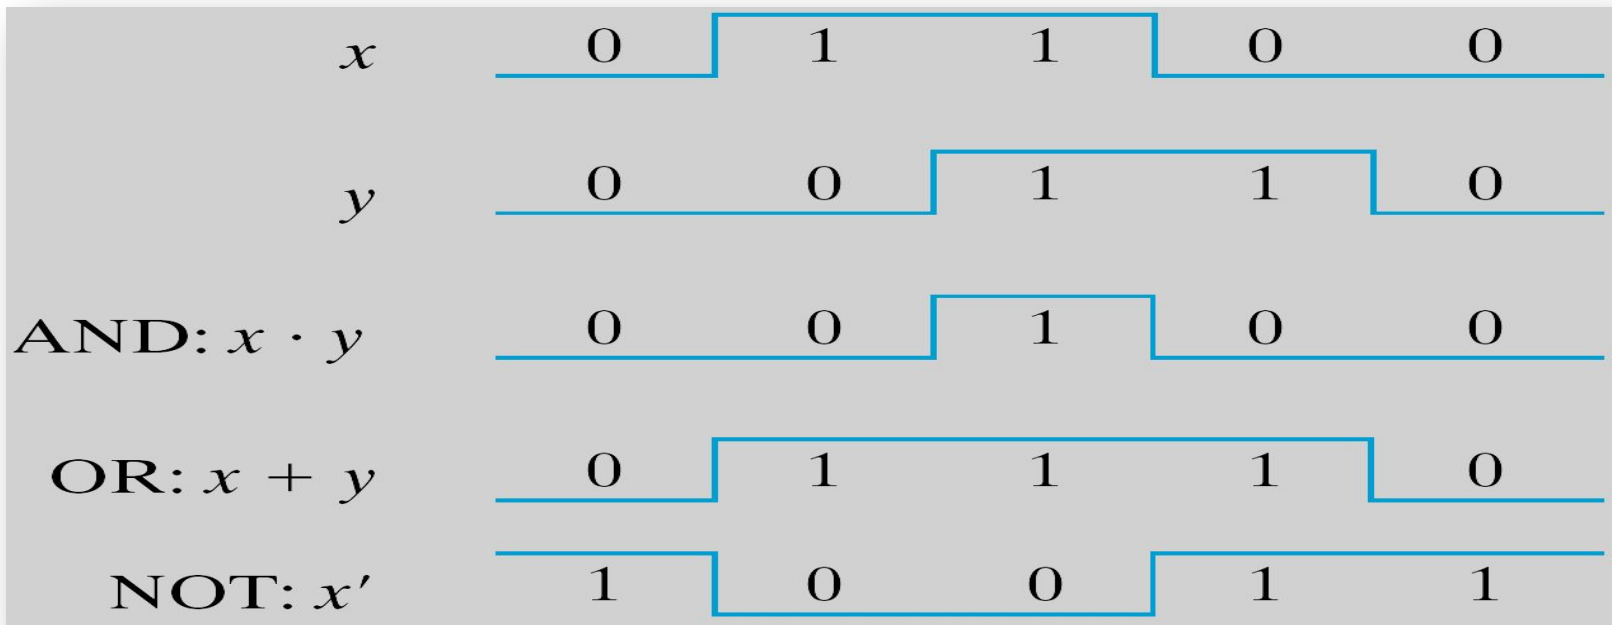 x 0 1 1 0 0
y 0 0 1 1 0
AND: x · y 0 0 1 0 0
OR: x + y 0 1 1 1 0
NOT: x′ 1 0 0 1 1